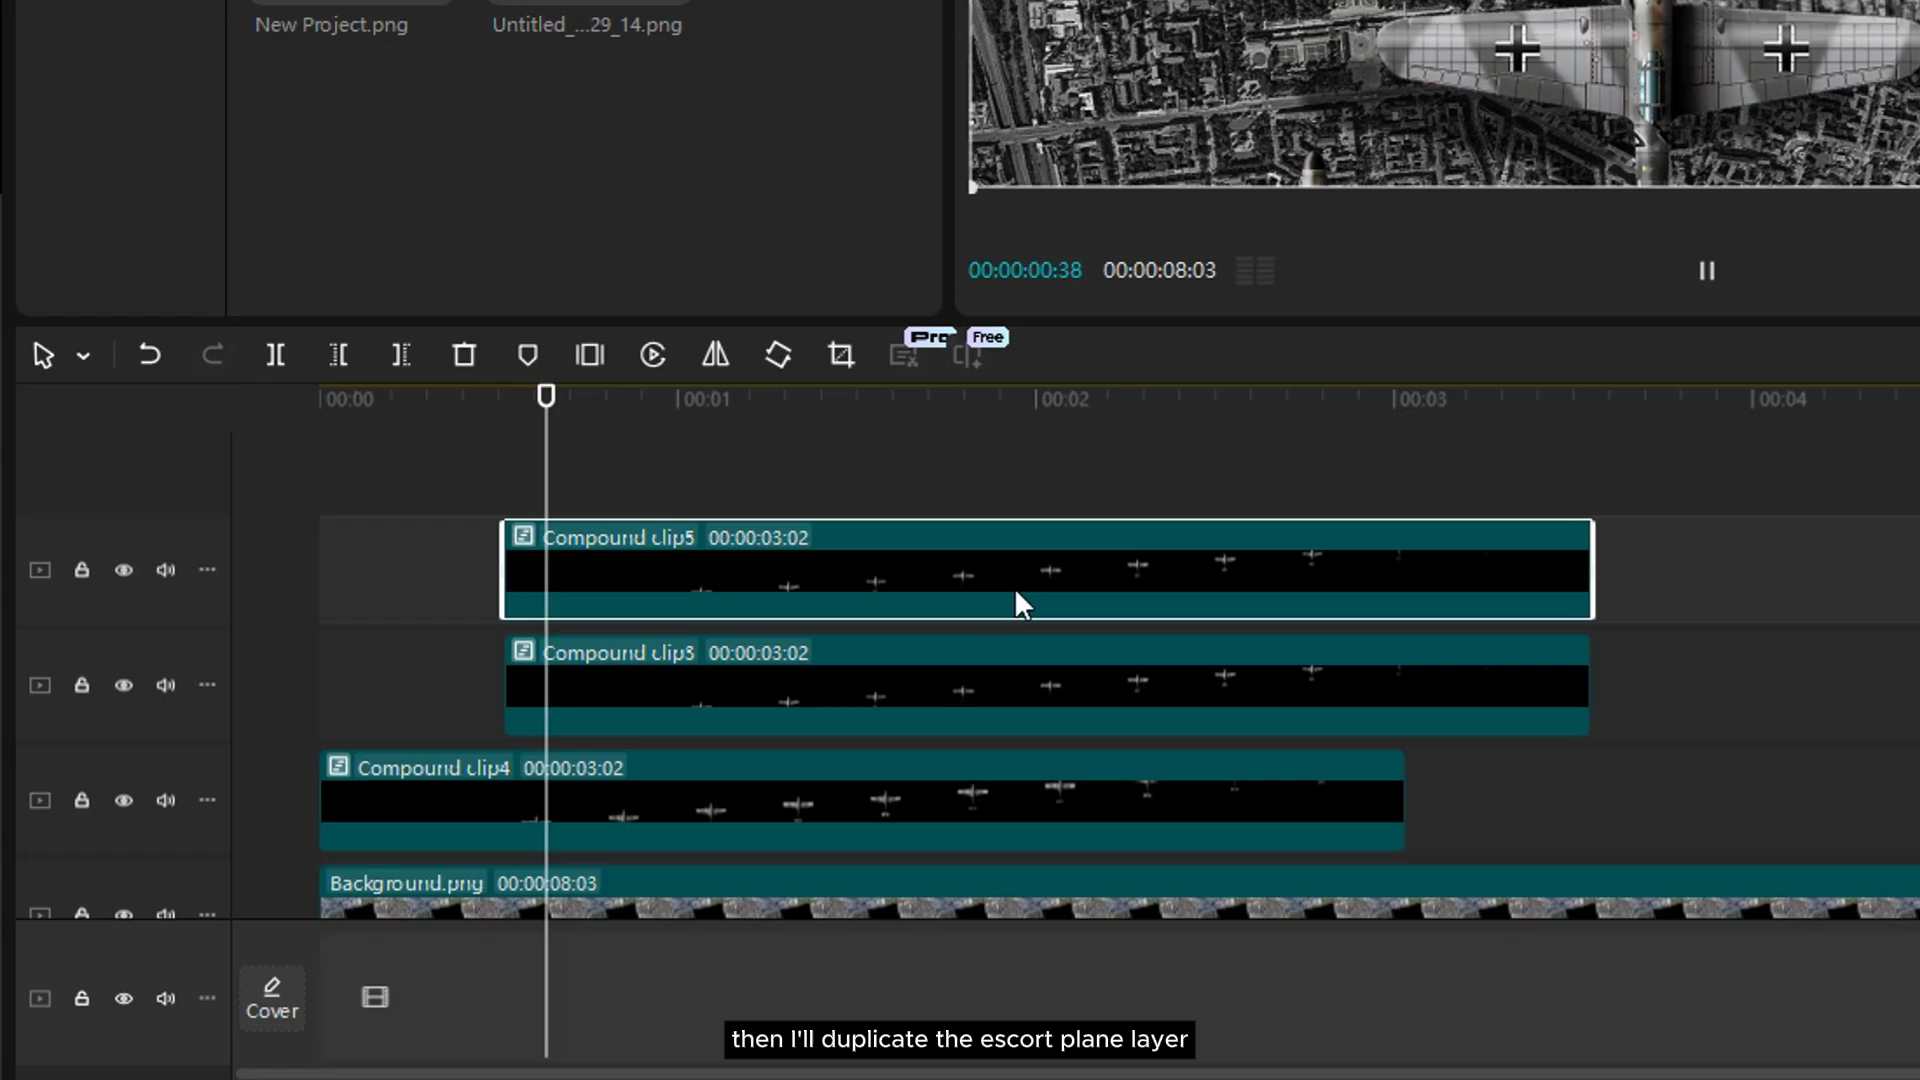 New Project.png
Untitled_...29_14.png
00:00:00:38
00:00:08:03
Pro
Free
00:00
00:01
00:02
00:03
00:04
Compound clip5 00:00:03:02
Compound clip3 00:00:03:02
Compound clip4 00:00:03:02
Background.png 00:00:08:03
Cover
then I'll duplicate the escort plane layer